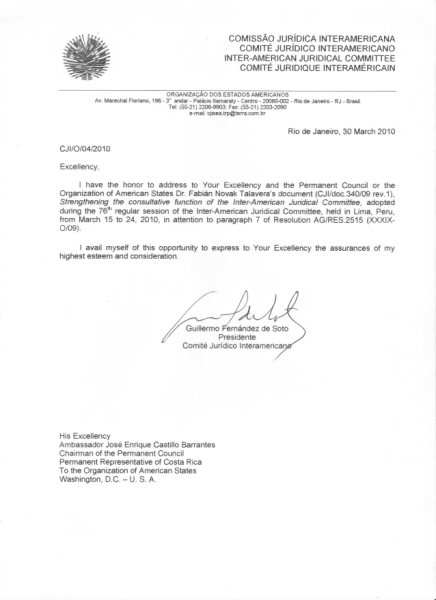 COMISSÃO JURÍDICA INTERAMERICANA
COMITÉ JURÍDICO INTERAMERICANO
INTER-AMERICAN JURIDICAL COMMITTEE
COMITÉ JURIDIQUE INTERAMÉRICAIN
ORGANIZAÇÃO DOS ESTADOS AMERICANOS
Av. Marechal Floriano, 196 - 3° andar - Palácio Itamaraty - Centro - 20080-002 - Rio de Janeiro - RJ - Brasil
Tel: (55-21) 2206-9903; Fax: (55-21) 2203-2090
e-mail: cjioea.trp@terra.com.br
Rio de Janeiro, 30 March 2010
CJI/O/04/2010
Excellency,
I have the honor to address to Your Excellency and the Permanent Council or the
Organization of American States Dr. Fabián Novak Talavera's document (CJI/doc.340/09 rev.1),
Strengthening the consultative function of the Inter-American Juridical Committee, adopted
during the 76th regular session of the Inter-American Juridical Committee, held in Lima, Peru,
from March 15 to 24, 2010, in attention to paragraph 7 of Resolution AG/RES.2515 (XXXIX-
O/09).
I avail myself of this opportunity to express to Your Excellency the assurances of my
highest esteem and consideration.
Guillermo Fernández de Soto
Presidente
Comité Jurídico Interamericano
His Excellency
Ambassador José Enrique Castillo Barrantes
Chairman of the Permanent Council
Permanent Representative of Costa Rica
To the Organization of American States
Washington, D.C. – U. S. A.